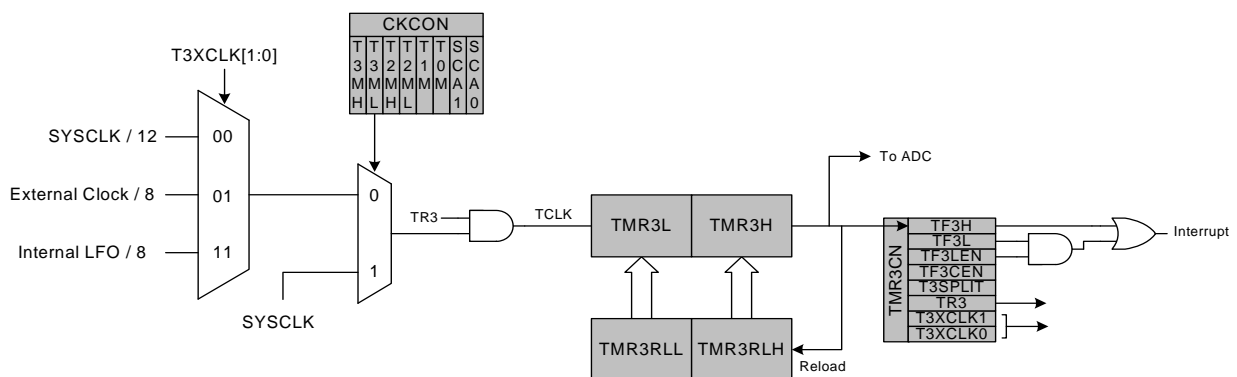 CKCON
T3MH
T3ML
T2MH
T2ML
T1M
T0M
SCA1
SCA0
T3XCLK[1:0]
SYSCLK / 12
00
External Clock / 8
01
Internal LFO / 8
11
0
1
SYSCLK
TR3
TCLK
TMR3L
TMR3H
To ADC
TMR3RLL
TMR3RLH
Reload
TMR3CN
TF3H
TF3L
TF3LEN
TF3CEN
T3SPLIT
TR3
T3XCLK1
T3XCLK0
Interrupt